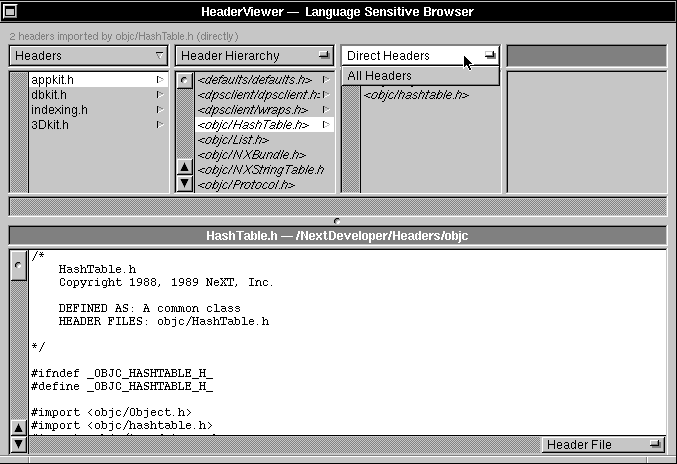 HeaderViewer — Language Sensitive Browser
2 headers imported by objc/HashTable.h (directly)
Headers
Header Hierarchy
Direct Headers
All Headers
appkit.h
dbkit.h
indexing.h
3Dkit.h
<defaults/defaults.h>
<dpsclient/dpsclient.h>
<dpsclient/wraps.h>
<objc/HashTable.h>
<objc/List.h>
<objc/NXBundle.h>
<objc/NXStringTable.h
<objc/Protocol.h>
<objc/hashtable.h>
HashTable.h — /NextDeveloper/Headers/objc
/*
HashTable.h
Copyright 1988, 1989 NeXT, Inc.
DEFINED AS: A common class
HEADER FILES: objc/HashTable.h
*/
#ifndef _OBJC_HASHTABLE_H_
#define _OBJC_HASHTABLE_H_
#import <objc/Object.h>
#import <objc/hashtable.h>
Header File